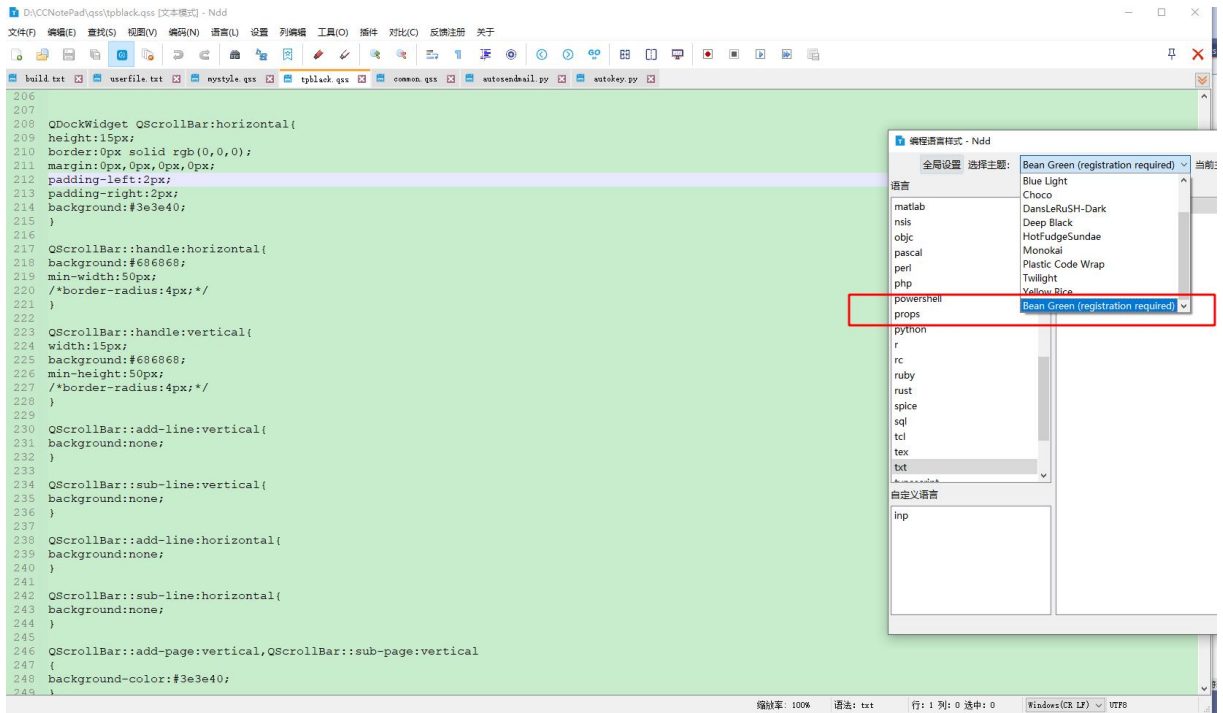 D:\CCNotePad\qss\tpblack.qss [文本模式] - Ndd
文件(F) 编辑(E) 查找(S) 视图(V) 编码(N) 语言(L) 设置 列编辑 工具(O) 插件 对比(C) 反馈注册 关于
build.txt userfile.txt mystyle.qss tpblack.qss common.qss autosendmail.py autokey.py
206
207
208 QDockWidget QScrollBar:horizontal{
209 height:15px;
210 border:0px solid rgb(0,0,0);
211 margin:0px,0px,0px,0px;
212 padding-left:2px;
213 padding-right:2px;
214 background:#3e3e40;
215 }
216
217 QScrollBar::handle:horizontal{
218 background:#686868;
219 min-width:50px;
220 /*border-radius:4px;*/
221 }
222
223 QScrollBar::handle:vertical{
224 width:15px;
225 background:#686868;
226 min-height:50px;
227 /*border-radius:4px;*/
228 }
229
230 QScrollBar::add-line:vertical{
231 background:none;
232 }
233
234 QScrollBar::sub-line:vertical{
235 background:none;
236 }
237
238 QScrollBar::add-line:horizontal{
239 background:none;
240 }
241
242 QScrollBar::sub-line:horizontal{
243 background:none;
244 }
245
246 QScrollBar::add-page:vertical,QScrollBar::sub-page:vertical
247 {
248 background-color:#3e3e40;
249 }
编程语言样式 - Ndd
全局设置 选择主题: Bean Green (registration required) 当前主
语言
matlab
nsis
objc
pascal
perl
php
powershell
props
python
r
rc
ruby
rust
spice
sql
tcl
tex
txt
Blue Light
Choco
DansLeRuSH-Dark
Deep Black
HotFudgeSundae
Monokai
Plastic Code Wrap
Twilight
Yellow Rice
Bean Green (registration required)
自定义语言
inp
缩放率: 100% 语法: txt 行: 1 列: 0 选中: 0 Windows(CR LF) UTF8